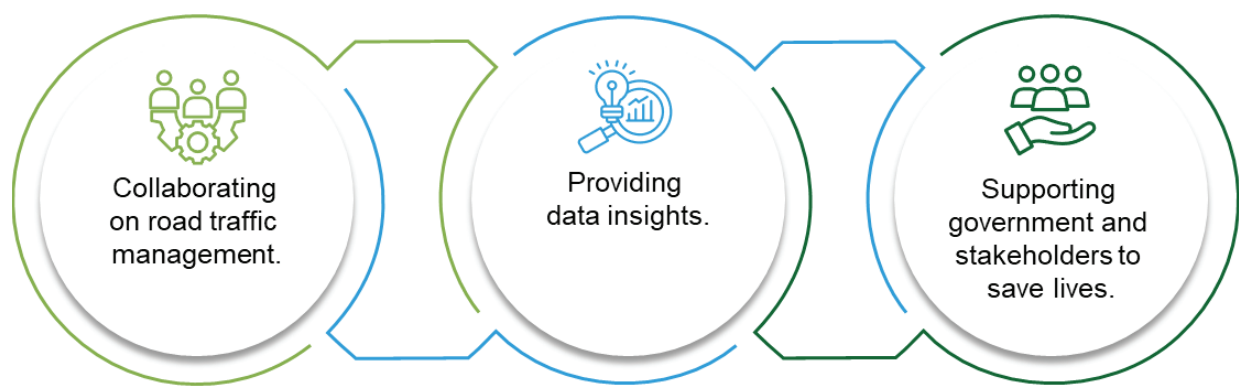 Collaborating
on road traffic
management.
Providing
data insights.
Supporting
government and
stakeholders to
save lives.